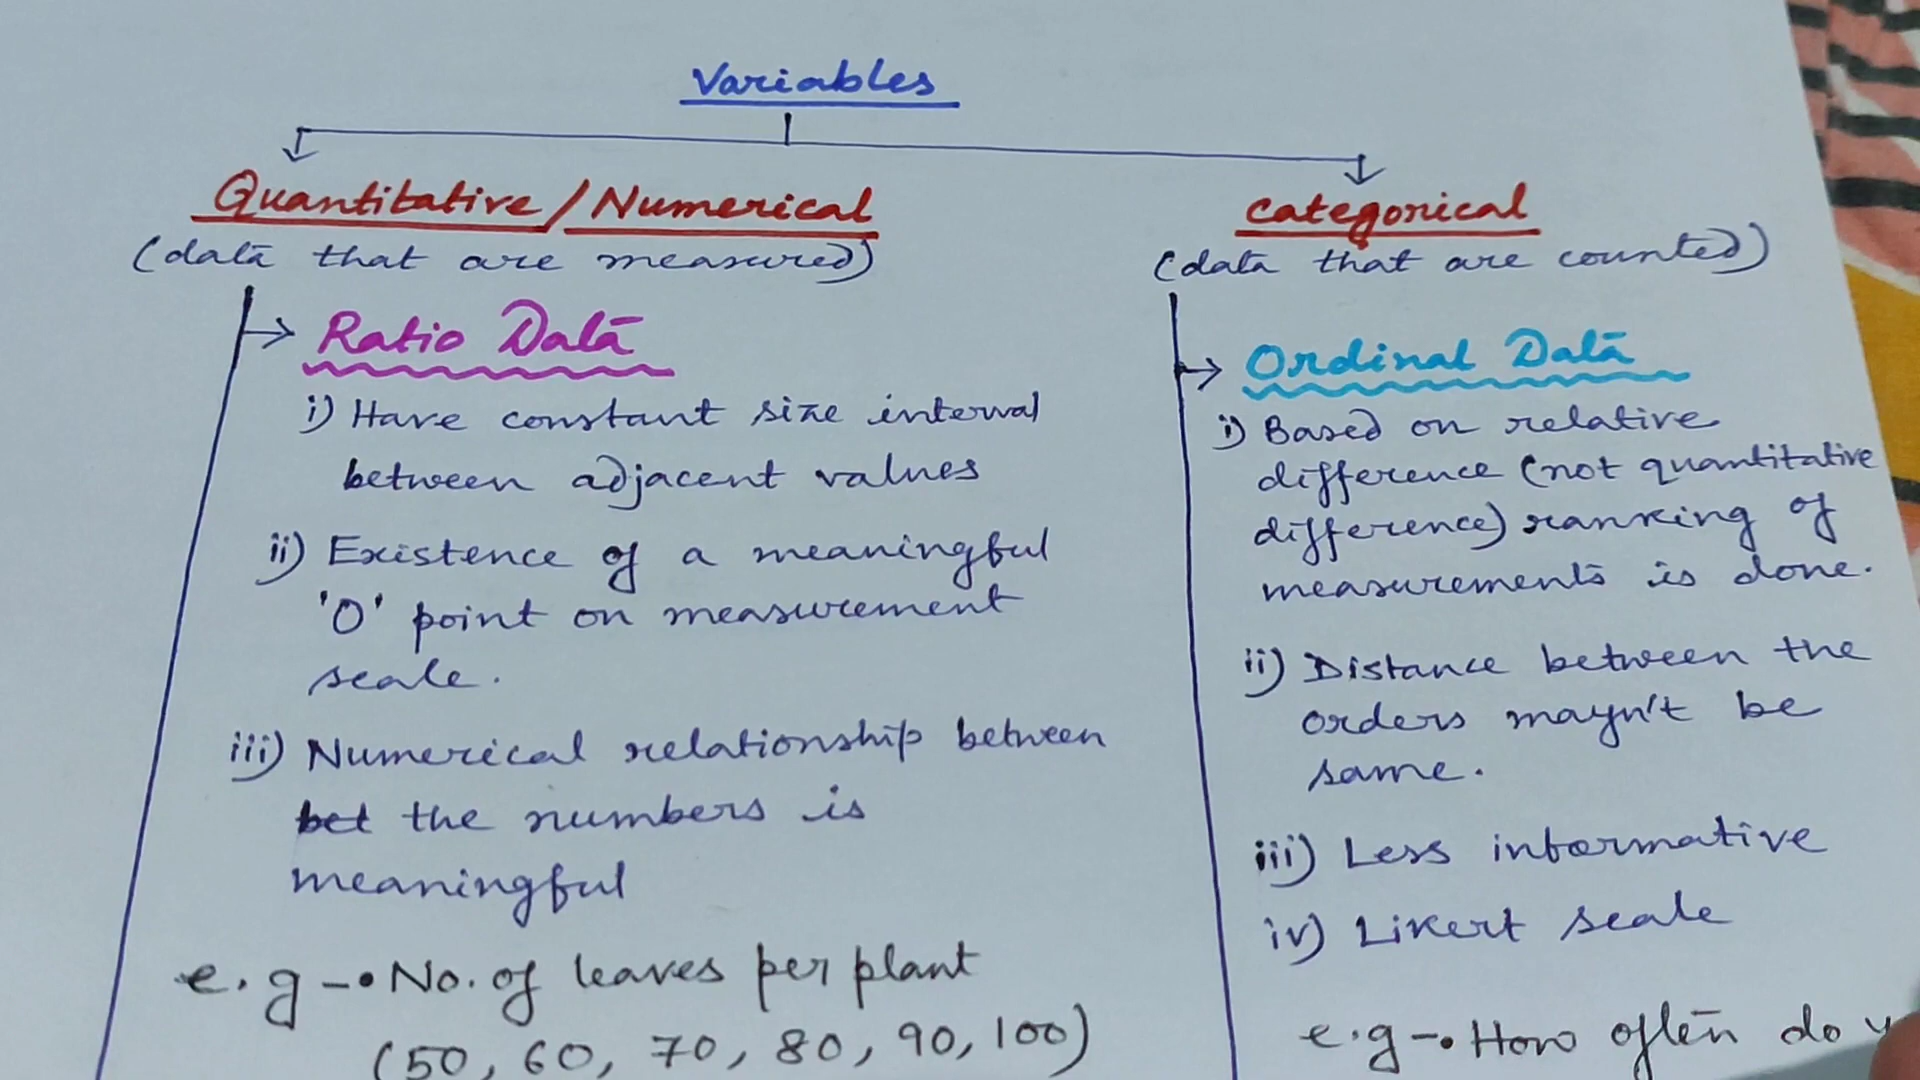 Variables
Quantitative/Numerical
(data that are measured)
Ratio Data
i) Have constant size interval
between adjacent values
ii) Existence of a meaningful
'0' point on measurement
scale.
iii) Numerical relationship between
bet the numbers is
meaningful
e.g - • No. of leaves per plant
(50, 60, 70, 80, 90, 100)
categorical
(data that are counted)
Ordinal Data
i) Based on relative
difference (not quantitative
difference) ranking of
measurements is done.
ii) Distance between the
orders mayn't be
same.
iii) Less informative
iv) Likert scale
e.g - • How often do